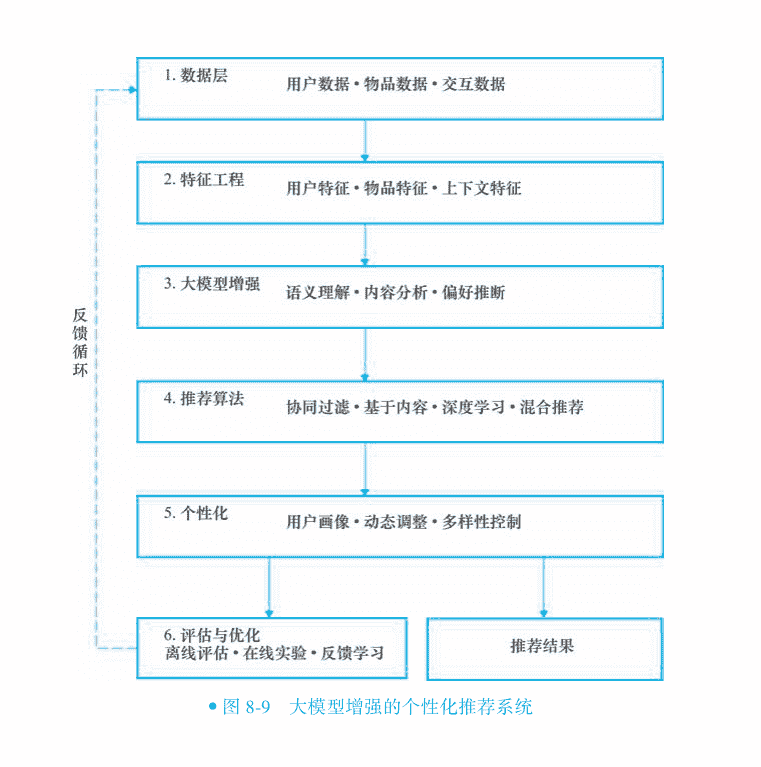 1. 数据层
用户数据・物品数据・交互数据
2. 特征工程
用户特征・物品特征・上下文特征
3. 大模型增强
语义理解・内容分析・偏好推断
反馈循环
4. 推荐算法
协同过滤・基于内容・深度学习・混合推荐
5. 个性化
用户画像・动态调整・多样性控制
6. 评估与优化
离线评估・在线实验・反馈学习
推荐结果
●图 8-9 大模型增强的个性化推荐系统